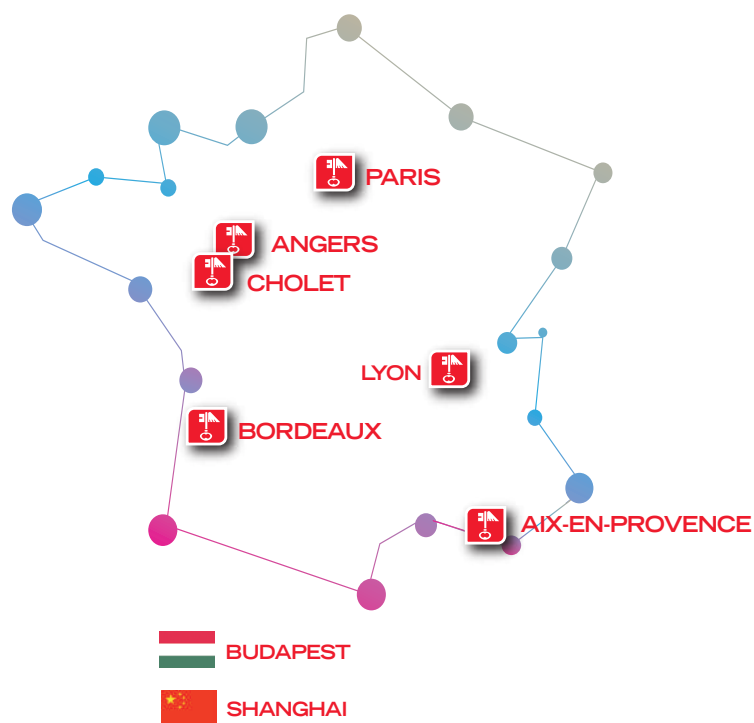 PARIS
ANGERS
CHOLET
LYON
BORDEAUX
AIX-EN-PROVENCE
BUDAPEST
SHANGHAI